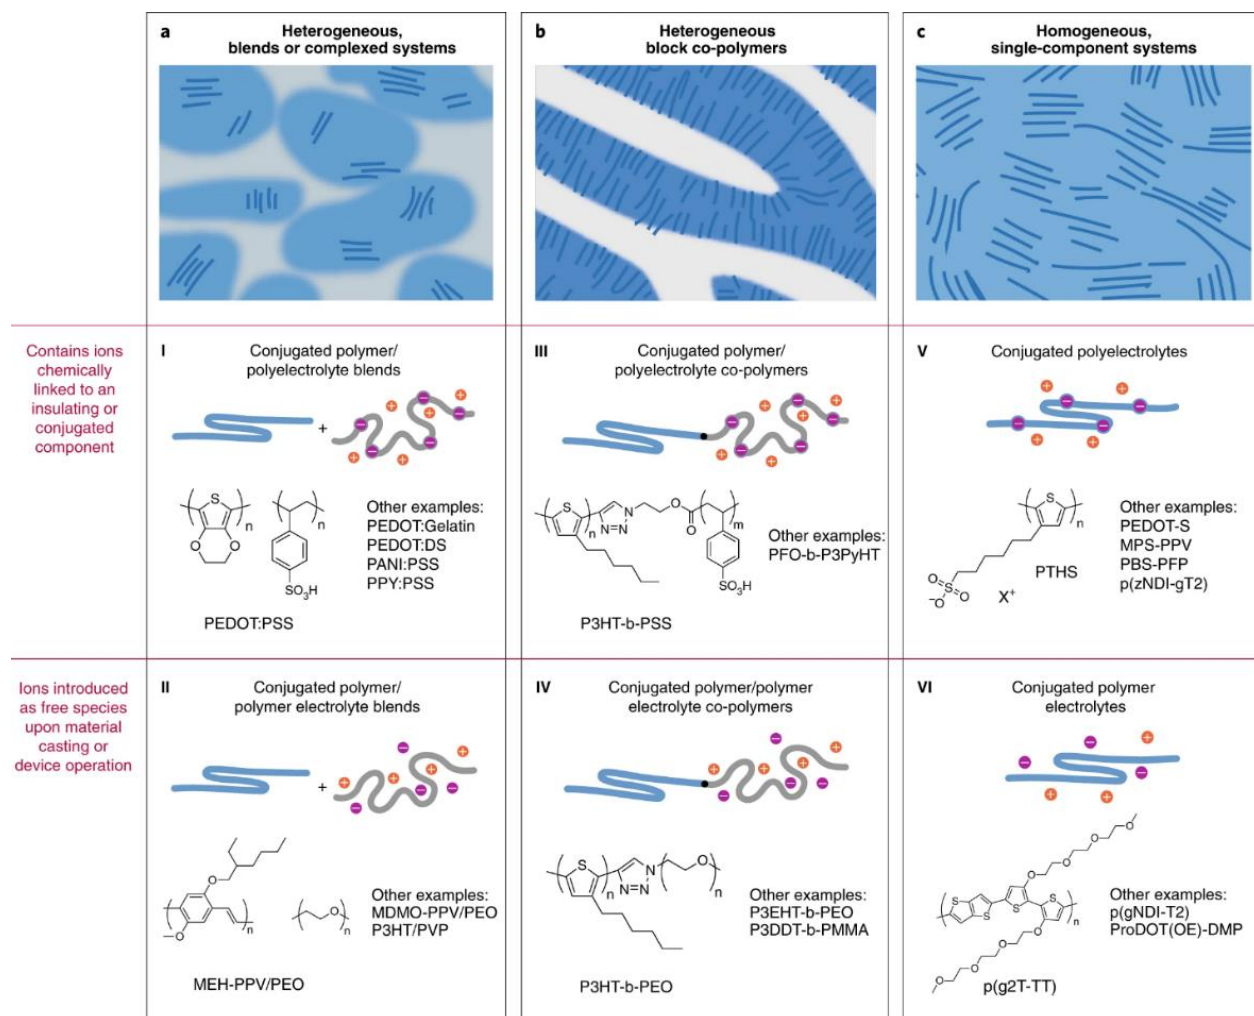 a
Heterogeneous,
blends or complexed systems
b
Heterogeneous
block co-polymers
c
Homogeneous,
single-component systems
Contains ions
chemically
linked to an
insulating or
conjugated
component
I
Conjugated polymer/
polyelectrolyte blends
+
S
n
O
O
n
SO3H
PEDOT:PSS
Other examples:
PEDOT:Gelatin
PEDOT:DS
PANI:PSS
PPY:PSS
III
Conjugated polymer/
polyelectrolyte co-polymers
S
n
N=N
N
O
O
m
SO3H
P3HT-b-PSS
Other examples:
PFO-b-P3PyHT
V
Conjugated polyelectrolytes
S
n
O
S
−O
O
X+
PTHS
Other examples:
PEDOT-S
MPS-PPV
PBS-PFP
p(zNDI-gT2)
Ions introduced
as free species
upon material
casting or
device operation
II
Conjugated polymer/
polymer electrolyte blends
+
O
n
O
O
n
MEH-PPV/PEO
Other examples:
MDMO-PPV/PEO
P3HT/PVP
IV
Conjugated polymer/polymer
electrolyte co-polymers
S
n
N=N
N
O
n
P3HT-b-PEO
Other examples:
P3EHT-b-PEO
P3DDT-b-PMMA
VI
Conjugated polymer
electrolytes
O
O
O
O
S
S
S
S
n
O
O
O
O
p(g2T-TT)
Other examples:
p(gNDI-T2)
ProDOT(OE)-DMP